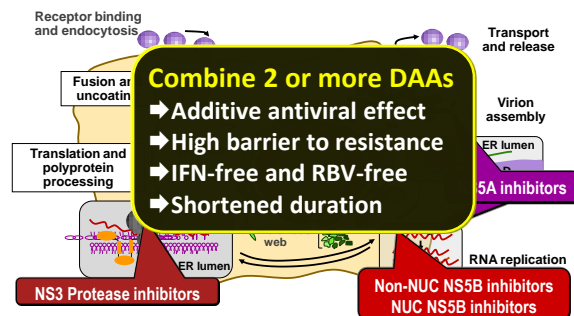 Receptor binding
and endocytosis
Transport
and release
Fusion an
uncoatin
Combine 2 or more DAAs
➡Additive antiviral effect
➡High barrier to resistance
➡IFN-free and RBV-free
➡Shortened duration
Virion
assembly
ER lumen
Translation and
polyprotein
processing
5A inhibitors
web
ER lumen
RNA replication
NS3 Protease inhibitors
Non-NUC NS5B inhibitors
NUC NS5B inhibitors